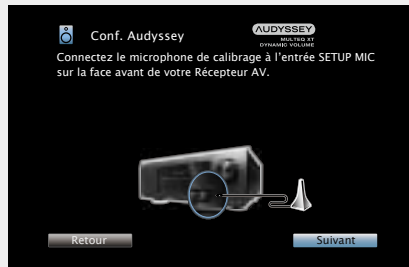 Conf. Audyssey
AUDYSSEY
MULTEQ XT
DYNAMIC VOLUME
Connectez le microphone de calibrage à l'entrée SETUP MIC
sur la face avant de votre Récepteur AV.
Retour
Suivant